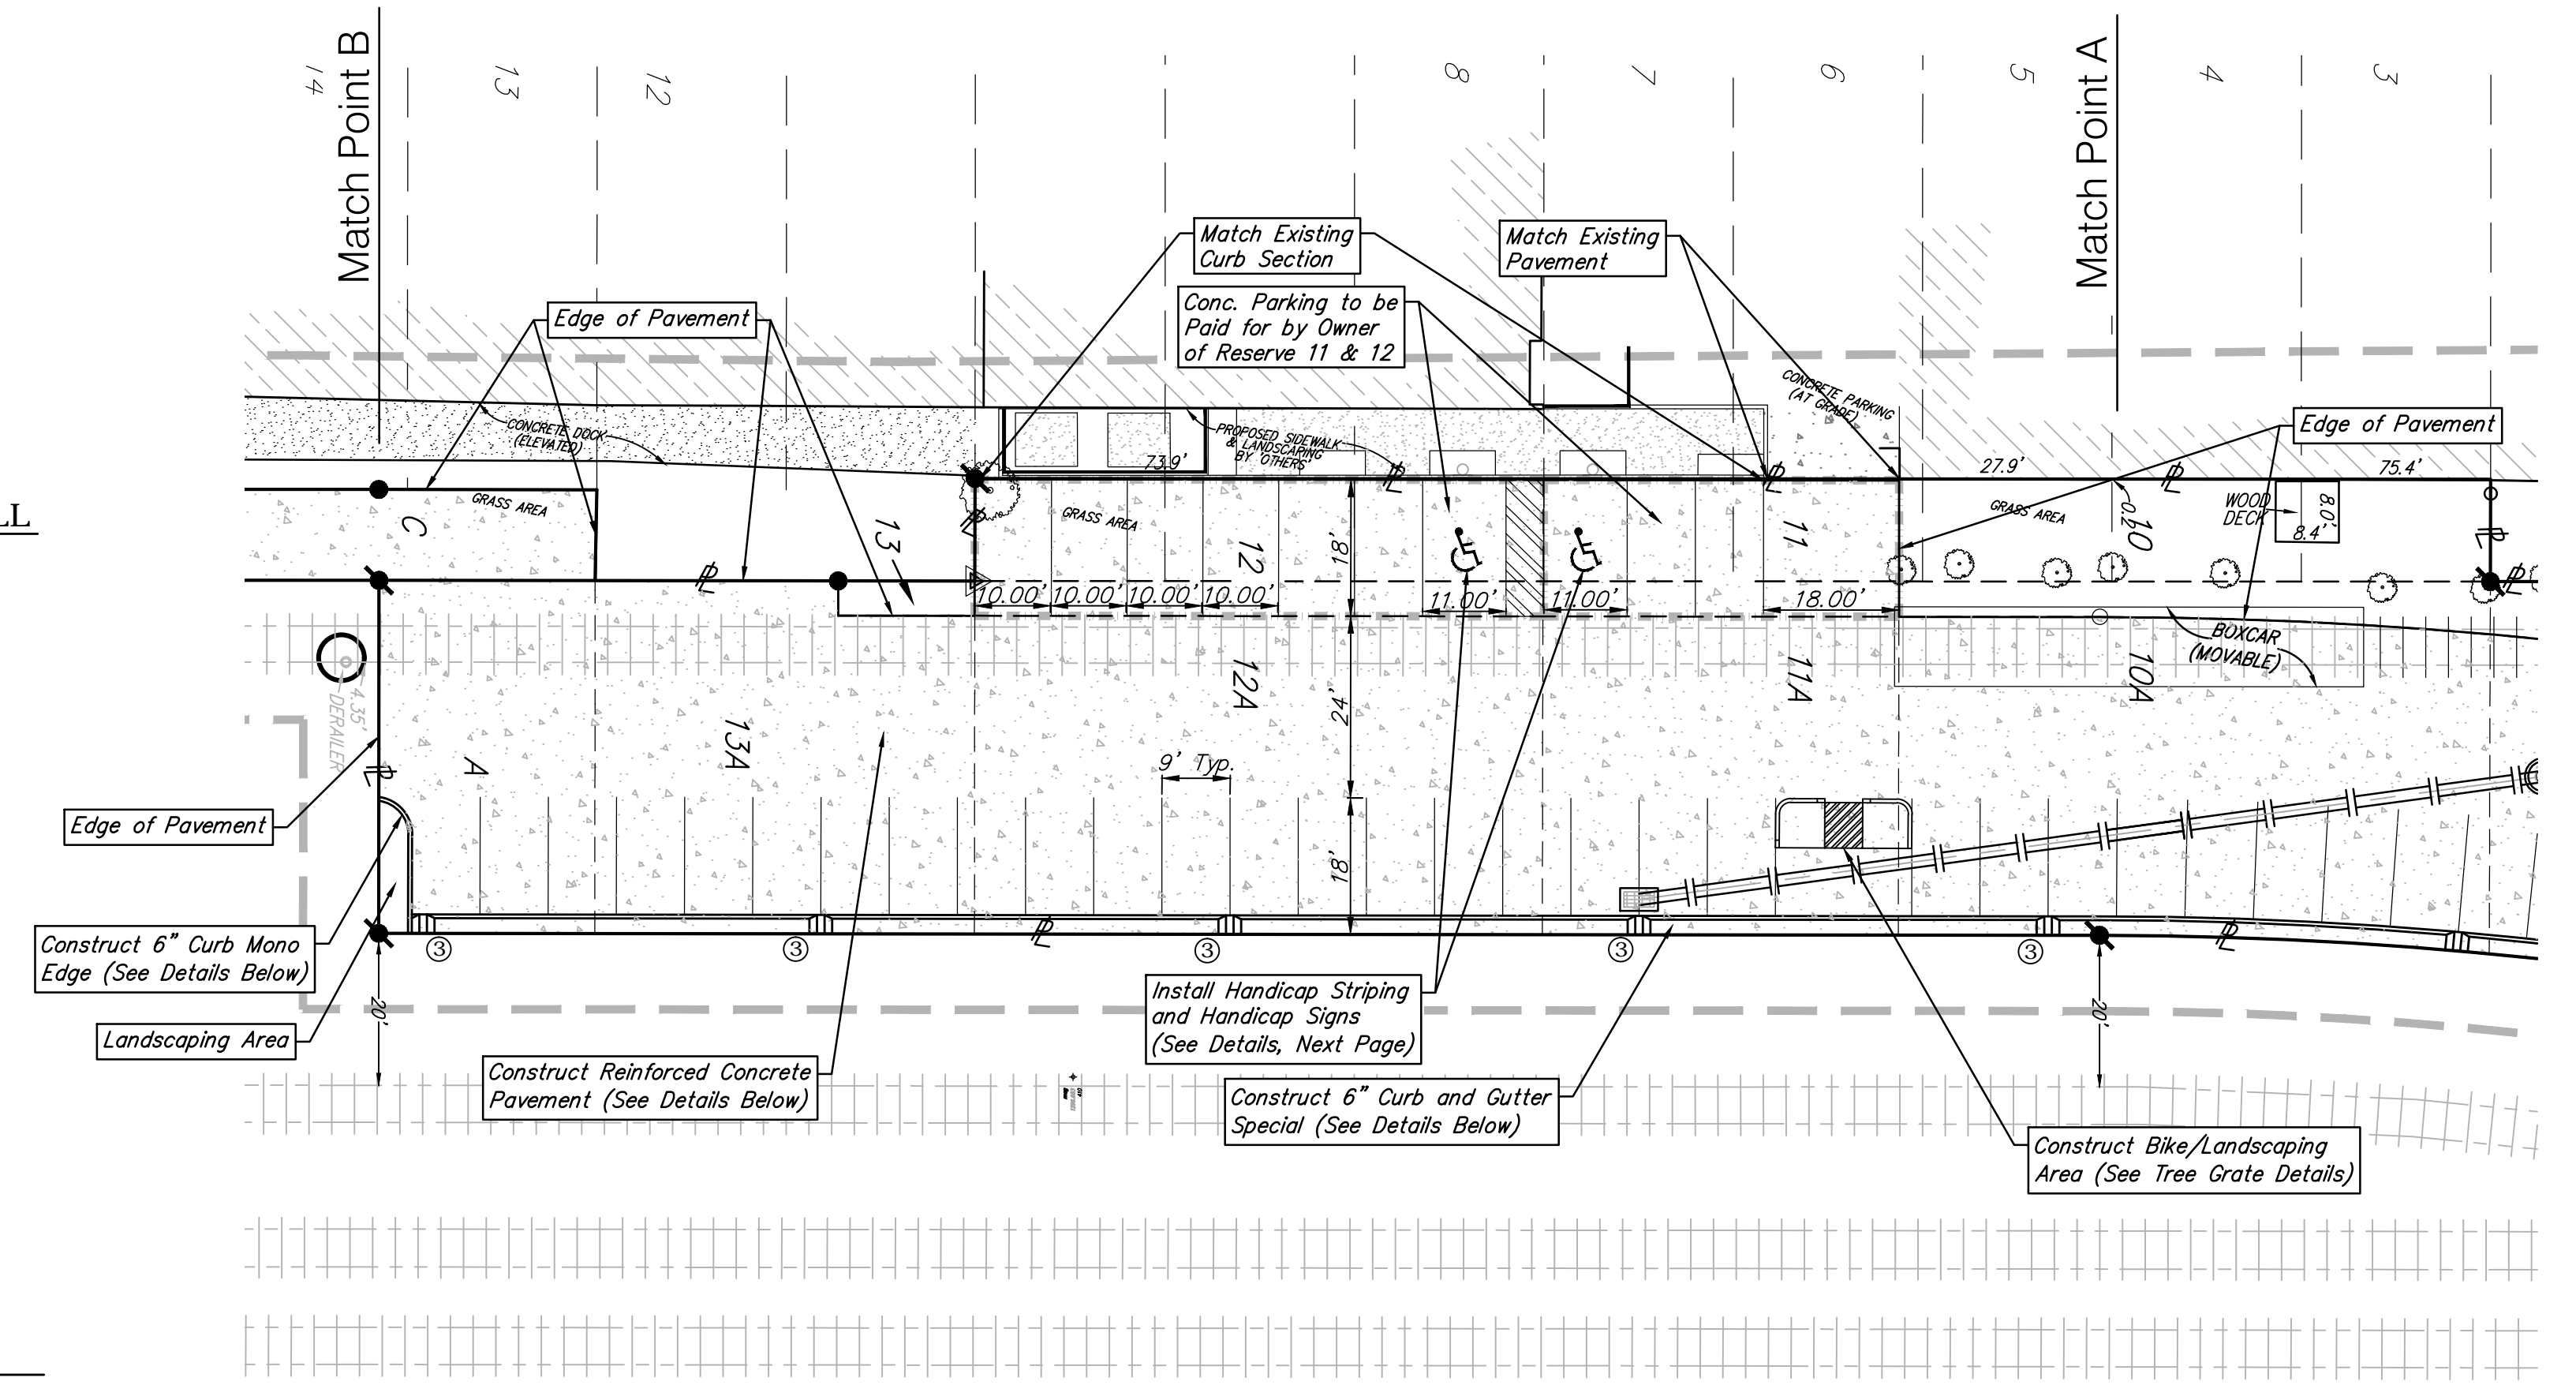 Match Point B
Match Point A
14
13
12
8
7
6
5
4
3
Match Existing
Curb Section
Match Existing
Pavement
Conc. Parking to be
Paid for by Owner
of Reserve 11 & 12
Edge of Pavement
Edge of Pavement
CONCRETE PARKING
(AT GRADE)
CONCRETE DOCK
(ELEVATED)
PROPOSED SIDEWALK
& LANDSCAPING
BY 'OTHERS'
73.9'
27.9'
75.4'
LL
GRASS AREA
C
13
GRASS AREA
12
18'
11
GRASS AREA
0.2'
10
WOOD
DECK
8.0'
8.4'
10.00'
10.00'
10.00'
10.00'
11.00'
11.00'
18.00'
BOXCAR
(MOVABLE)
4.35'
DERAILER
A
13A
12A
24'
11A
10A
9' Typ.
18'
Edge of Pavement
Construct 6" Curb Mono
Edge (See Details Below)
Landscaping Area
20'
3
3
3
3
3
20'
Install Handicap Striping
and Handicap Signs
(See Details, Next Page)
Construct Reinforced Concrete
Pavement (See Details Below)
Construct 6" Curb and Gutter
Special (See Details Below)
Construct Bike/Landscaping
Area (See Tree Grate Details)